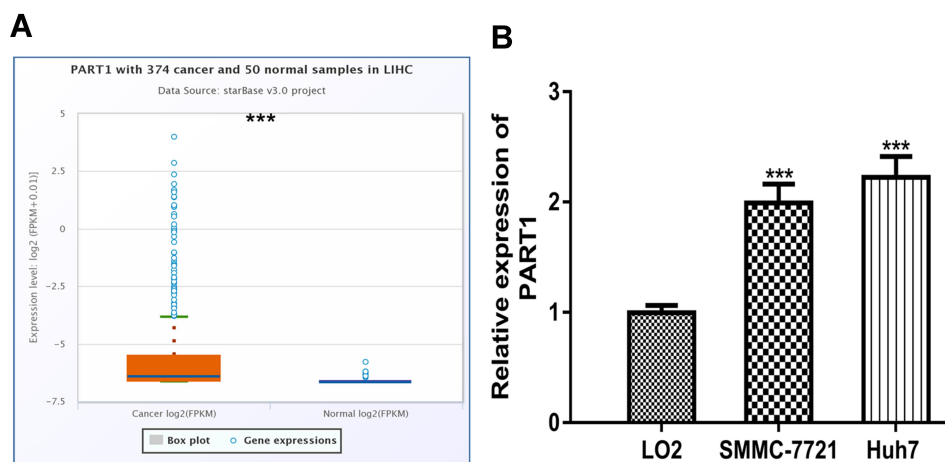 A
PART1 with 374 cancer and 50 normal samples in LIHC
Data Source: starBase v3.0 project
***
Expression level: log2 (FPKM+0.01)]
5
2.5
0
−2.5
−5
−7.5
Cancer log2(FPKM)
Normal log2(FPKM)
Box plot
Gene expressions
B
Relative expression of
PART1
3
2
1
0
***
***
LO2
SMMC-7721
Huh7